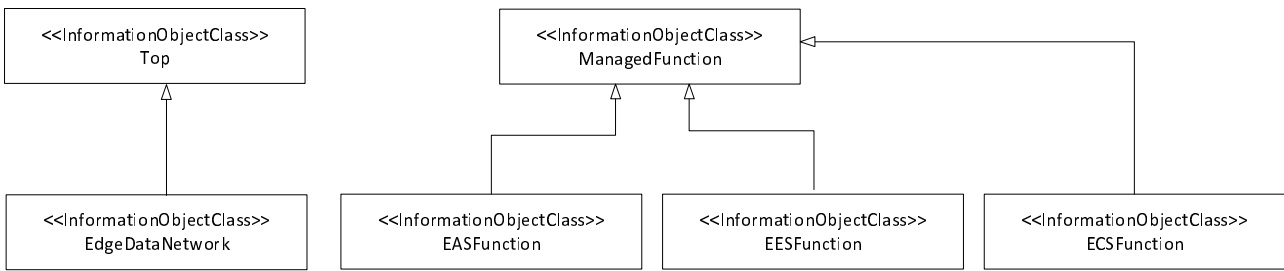 <<InformationObjectClass>>
Top
<<InformationObjectClass>>
ManagedFunction
<<InformationObjectClass>>
EdgeDataNetwork
<<InformationObjectClass>>
EASFunction
<<InformationObjectClass>>
EESFunction
<<InformationObjectClass>>
ECSFunction